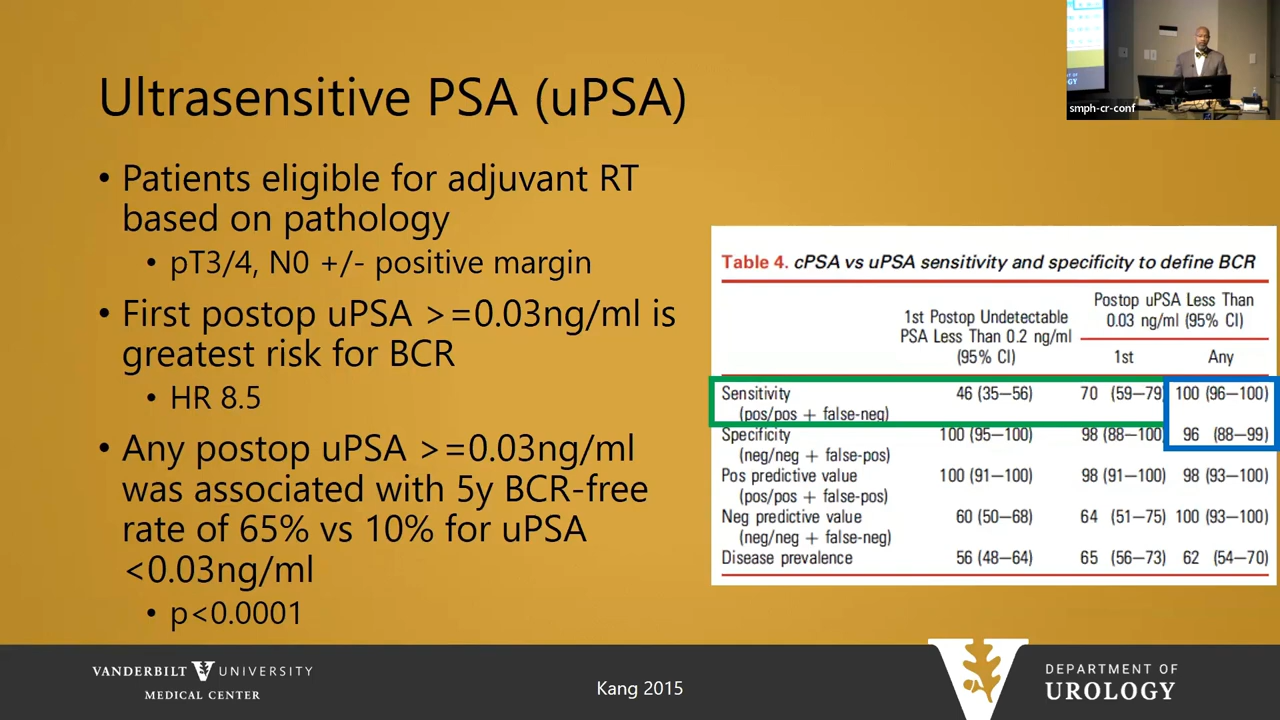 Ultrasensitive PSA (uPSA)
• Patients eligible for adjuvant RT
based on pathology
• pT3/4, N0 +/- positive margin
• First postop uPSA >=0.03ng/ml is
greatest risk for BCR
• HR 8.5
• Any postop uPSA >=0.03ng/ml
was associated with 5y BCR-free
rate of 65% vs 10% for uPSA
<0.03ng/ml
• p<0.0001
smph-cr-conf
Table 4. cPSA vs uPSA sensitivity and specificity to define BCR
Postop uPSA Less Than
0.03 ng/ml (95% CI)
1st Postop Undetectable
PSA Less Than 0.2 ng/ml
(95% CI)
1st Any
Sensitivity 46 (35–56) 70 (59–79) 100 (96–100)
(pos/pos + false-neg)
Specificity 100 (95–100) 98 (88–100) 96 (88–99)
(neg/neg + false-pos)
Pos predictive value 100 (91–100) 98 (91–100) 98 (93–100)
(pos/pos + false-pos)
Neg predictive value 60 (50–68) 64 (51–75) 100 (93–100)
(neg/neg + false-neg)
Disease prevalence 56 (48–64) 65 (56–73) 62 (54–70)
VANDERBILT V UNIVERSITY
MEDICAL CENTER
Kang 2015
DEPARTMENT OF
UROLOGY